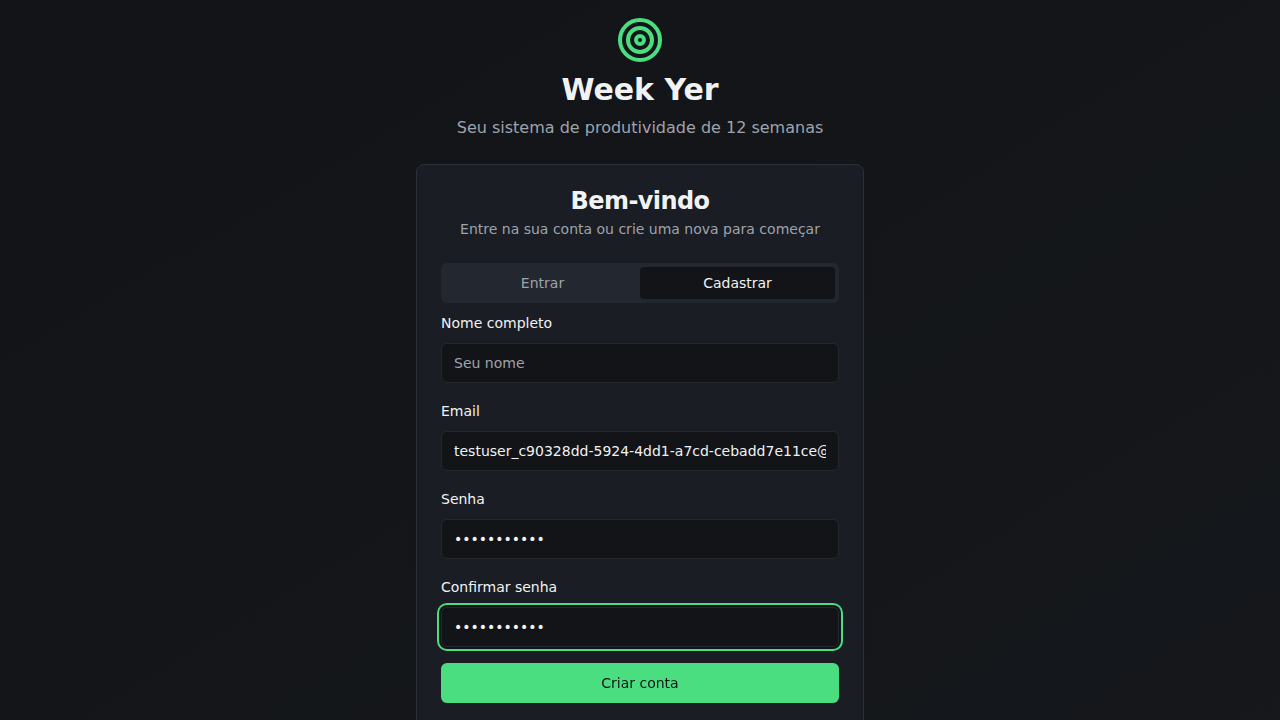 Week Yer
Seu sistema de produtividade de 12 semanas
Bem-vindo
Entre na sua conta ou crie uma nova para começar
Entrar
Cadastrar
Nome completo
Seu nome
Email
testuser_c90328dd-5924-4dd1-a7cd-cebadd7e11ce@
Senha
•••••••••••
Confirmar senha
•••••••••••
Criar conta